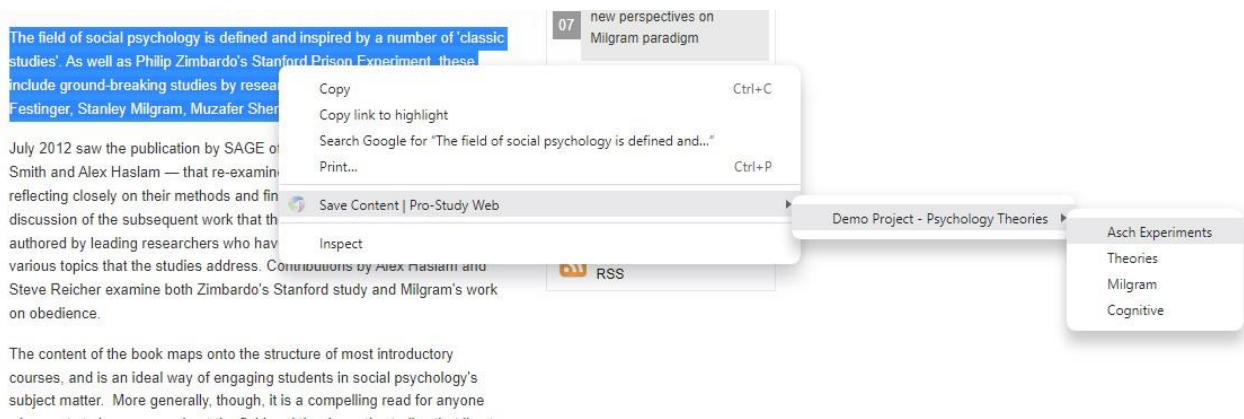 The field of social psychology is defined and inspired by a number of 'classic
studies'. As well as Philip Zimbardo's Stanford Prison Experiment, these
include ground-breaking studies by resea
Festinger, Stanley Milgram, Muzafer Sher
July 2012 saw the publication by SAGE of
Smith and Alex Haslam — that re-examin
reflecting closely on their methods and fin
discussion of the subsequent work that th
authored by leading researchers who hav
various topics that the studies address. Contributions by Alex Haslam and
Steve Reicher examine both Zimbardo's Stanford study and Milgram's work
on obedience.
The content of the book maps onto the structure of most introductory
courses, and is an ideal way of engaging students in social psychology's
subject matter. More generally, though, it is a compelling read for anyone
07
new perspectives on
Milgram paradigm
Copy Ctrl+C
Copy link to highlight
Search Google for "The field of social psychology is defined and..."
Print... Ctrl+P
Save Content | Pro-Study Web
Inspect
RSS
Demo Project - Psychology Theories
Asch Experiments
Theories
Milgram
Cognitive